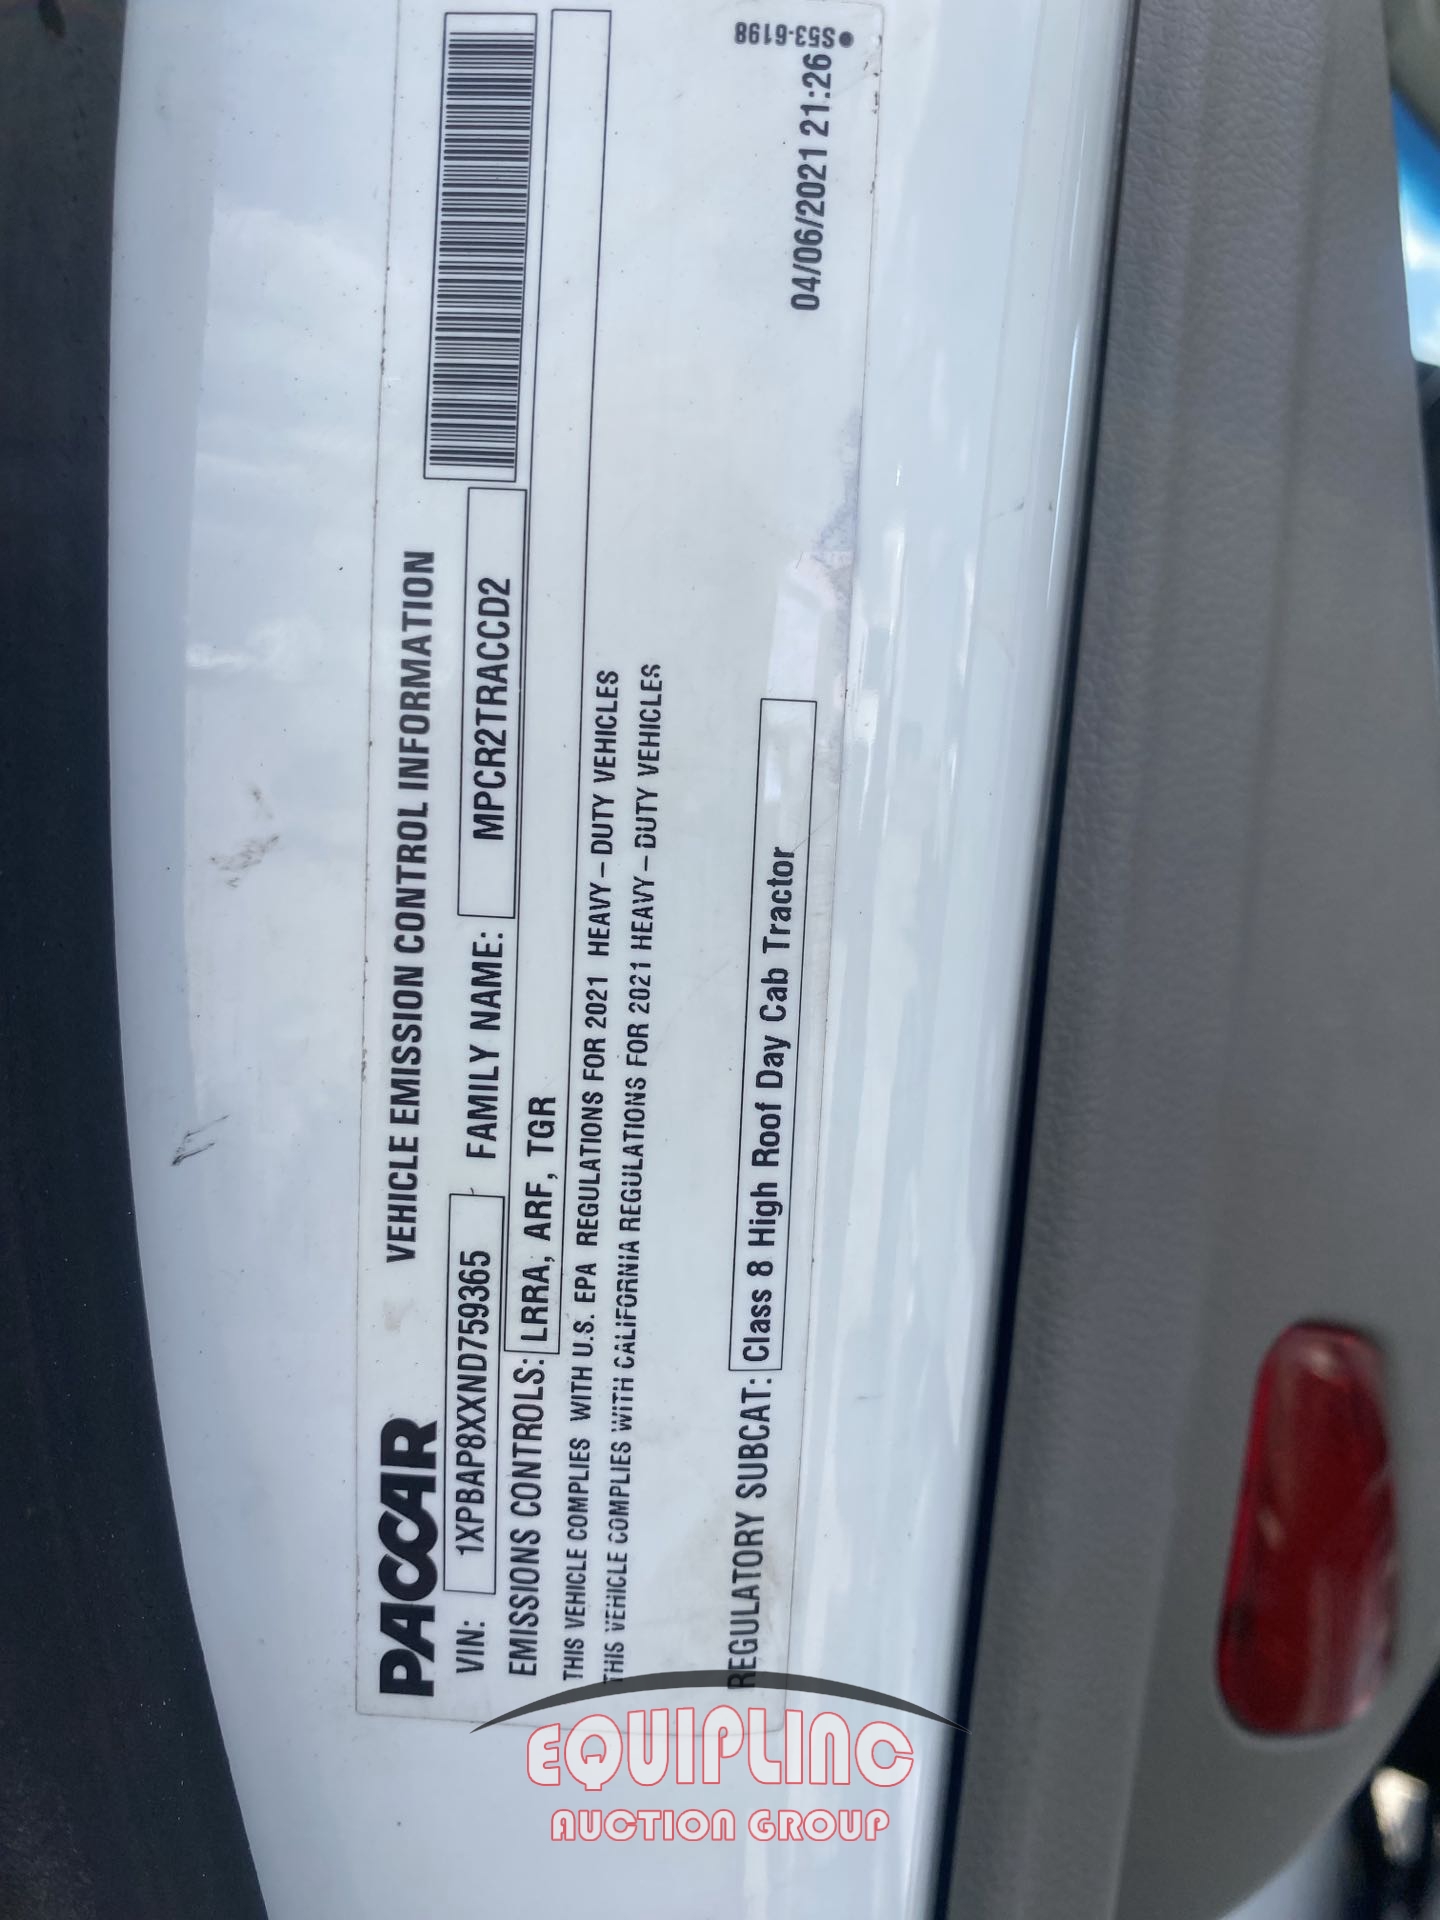 PACCAR VEHICLE EMISSION CONTROL INFORMATION
VIN: 1XPBAP8XXND759365 FAMILY NAME: MPCR2TRACCD2
EMISSIONS CONTROLS: LRRA, ARF, TGR
THIS VEHICLE COMPLIES WITH U.S. EPA REGULATIONS FOR 2021 HEAVY-DUTY VEHICLES
THIS VEHICLE COMPLIES WITH CALIFORNIA REGULATIONS FOR 2021 HEAVY-DUTY VEHICLES
REGULATORY SUBCAT: Class 8 High Roof Day Cab Tractor
04/06/2021 21:26
●S53-6198
EQUIPLINC
AUCTION GROUP